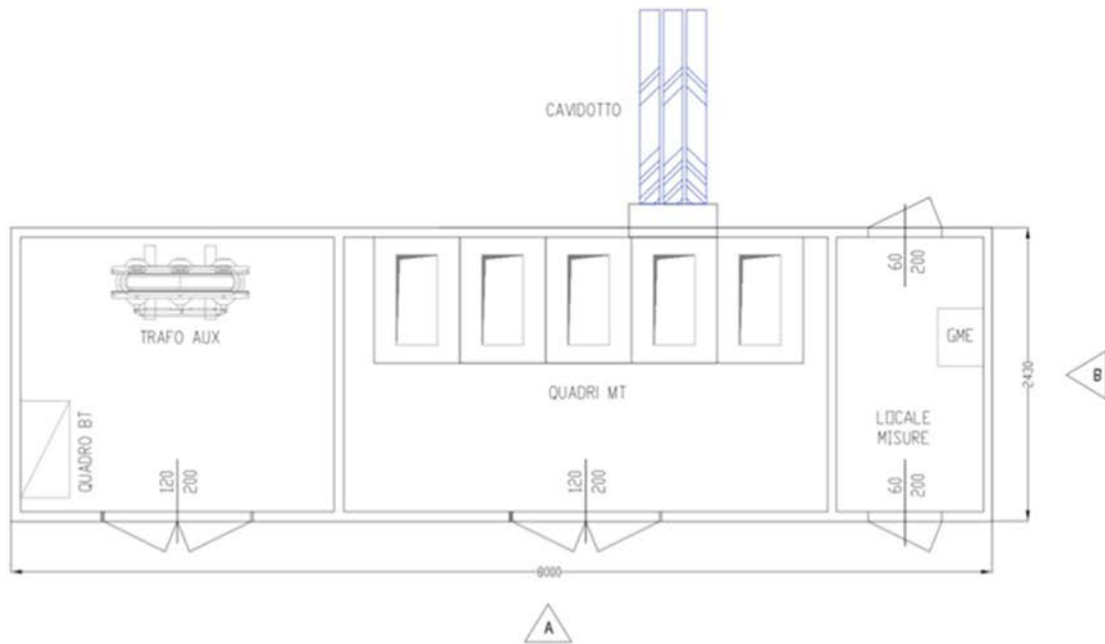 CAVIDOTTO
60
200
TRAFO AUX
GME
2430
B
QUADRI MT
QUADRO BT
LOCALE
MISURE
120
200
120
200
60
200
8000
A